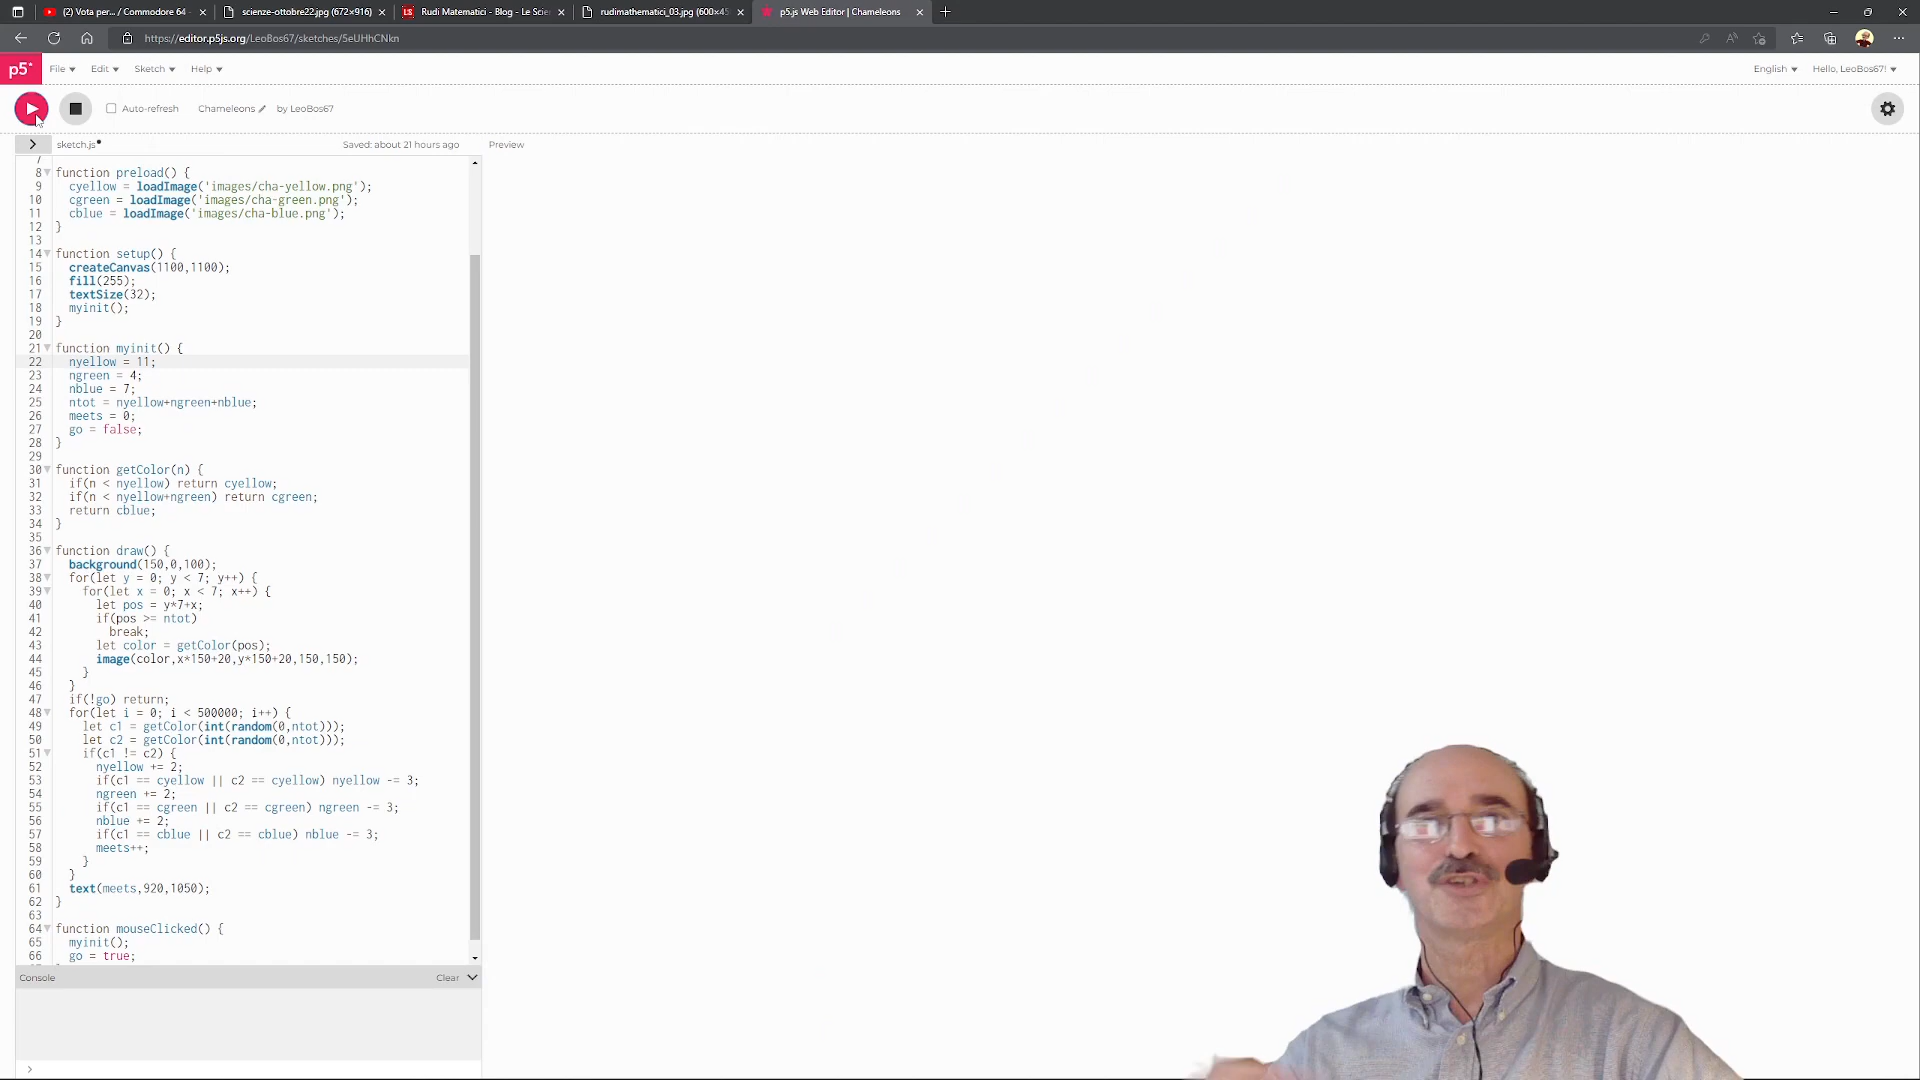 (2) Vota per... / Commodore 64 -
scienze-ottobre22.jpg (672×916)
LS Rudi Matematici - Blog - Le Scie
rudimathematici_03.jpg (600×45
p5.js Web Editor | Chameleons
https://editor.p5js.org/LeoBos67/sketches/5eUHhCNkn
p5* File Edit Sketch Help English Hello, LeoBos67!
Auto-refresh Chameleons by LeoBos67
> sketch.js• Saved: about 21 hours ago Preview
7
8 function preload() {
9 cyellow = loadImage('images/cha-yellow.png');
10 cgreen = loadImage('images/cha-green.png');
11 cblue = loadImage('images/cha-blue.png');
12 }
13
14 function setup() {
15 createCanvas(1100,1100);
16 fill(255);
17 textSize(32);
18 myinit();
19 }
20
21 function myinit() {
22 nyellow = 11;
23 ngreen = 4;
24 nblue = 7;
25 ntot = nyellow+ngreen+nblue;
26 meets = 0;
27 go = false;
28 }
29
30 function getColor(n) {
31 if(n < nyellow) return cyellow;
32 if(n < nyellow+ngreen) return cgreen;
33 return cblue;
34 }
35
36 function draw() {
37 background(150,0,100);
38 for(let y = 0; y < 7; y++) {
39 for(let x = 0; x < 7; x++) {
40 let pos = y*7+x;
41 if(pos >= ntot)
42 break;
43 let color = getColor(pos);
44 image(color,x*150+20,y*150+20,150,150);
45 }
46 }
47 if(!go) return;
48 for(let i = 0; i < 500000; i++) {
49 let c1 = getColor(int(random(0,ntot)));
50 let c2 = getColor(int(random(0,ntot)));
51 if(c1 != c2) {
52 nyellow += 2;
53 if(c1 == cyellow || c2 == cyellow) nyellow -= 3;
54 ngreen += 2;
55 if(c1 == cgreen || c2 == cgreen) ngreen -= 3;
56 nblue += 2;
57 if(c1 == cblue || c2 == cblue) nblue -= 3;
58 meets++;
59 }
60 }
61 text(meets,920,1050);
62 }
63
64 function mouseClicked() {
65 myinit();
66 go = true;
Console Clear
>